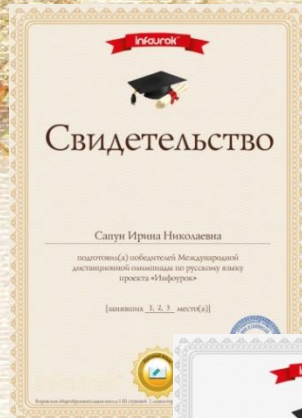 infourok
Свидетельство
Сапун Ирина Николаевна
подготовил(а) победителей Международной
дистанционной олимпиады по русскому языку
проекта «Инфоурок»
[занявших 1, 2, 3 место(а)]